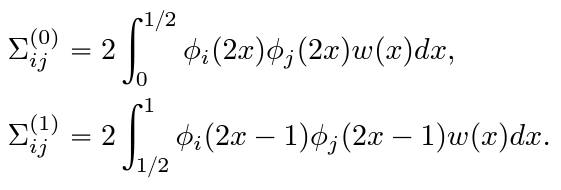 Σ_{ij}^{(0)} = 2 ∫_0^{1/2} ϕ_i(2x)ϕ_j(2x)w(x)dx,
Σ_{ij}^{(1)} = 2 ∫_{1/2}^1 ϕ_i(2x − 1)ϕ_j(2x − 1)w(x)dx.